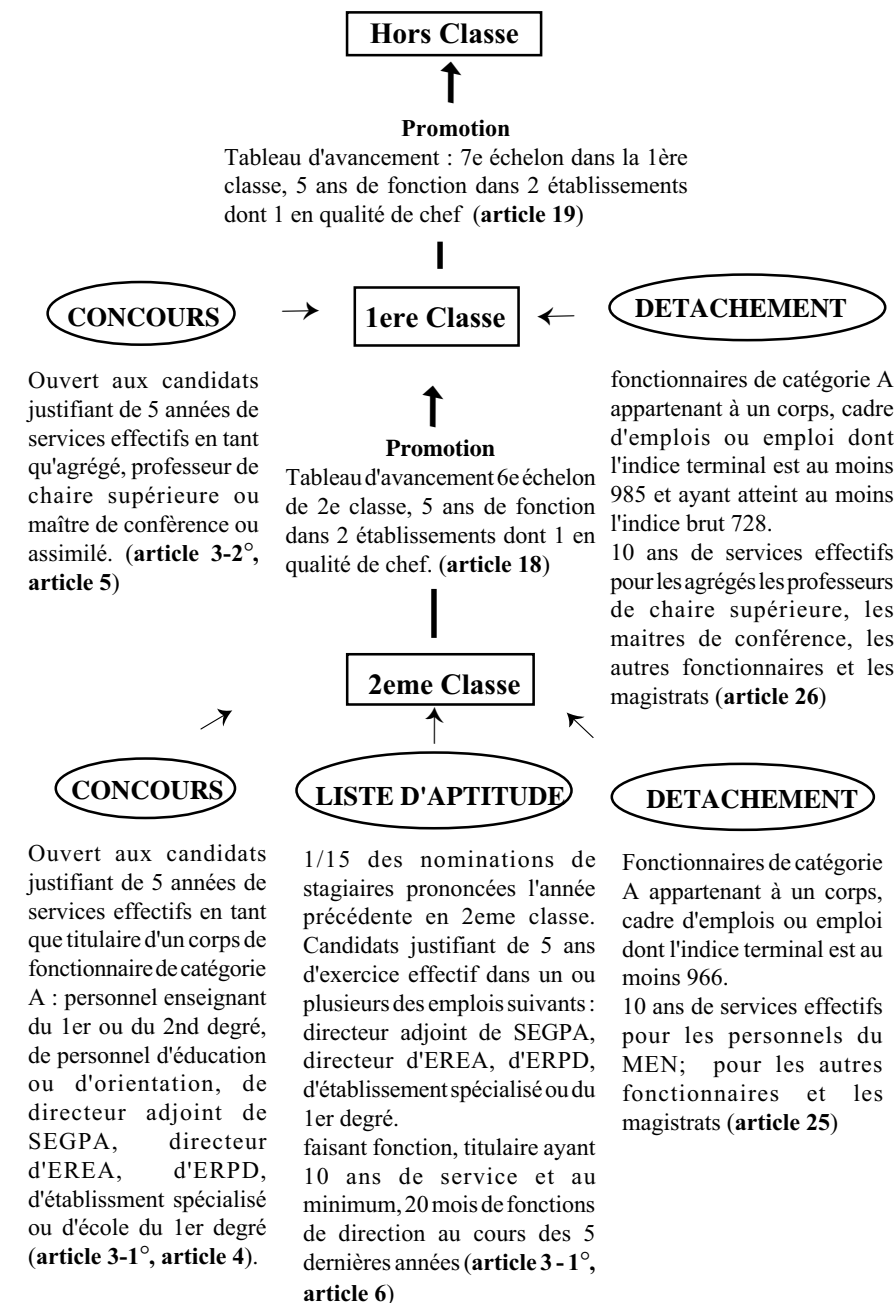 Hors Classe
Promotion
Tableau d'avancement : 7e échelon dans la 1ère
classe, 5 ans de fonction dans 2 établissements
dont 1 en qualité de chef (article 19)
CONCOURS
1ere Classe
DETACHEMENT
Ouvert aux candidats
justifiant de 5 années de
services effectifs en tant
qu'agrégé, professeur de
chaire supérieure ou
maître de confèrence ou
assimilé. (article 3-2°,
article 5)
Promotion
Tableau d'avancement 6e échelon
de 2e classe, 5 ans de fonction
dans 2 établissements dont 1 en
qualité de chef. (article 18)
fonctionnaires de catégorie A
appartenant à un corps, cadre
d'emplois ou emploi dont
l'indice terminal est au moins
985 et ayant atteint au moins
l'indice brut 728.
10 ans de services effectifs
pour les agrégés les professeurs
de chaire supérieure, les
maitres de conférence, les
autres fonctionnaires et les
magistrats (article 26)
2eme Classe
CONCOURS
LISTE D'APTITUDE
DETACHEMENT
Ouvert aux candidats
justifiant de 5 années de
services effectifs en tant
que titulaire d'un corps de
fonctionnaire de catégorie
A : personnel enseignant
du 1er ou du 2nd degré,
de personnel d'éducation
ou d'orientation, de
directeur adjoint de
SEGPA, directeur
d'EREA, d'ERPD,
d'établissment spécialisé
ou d'école du 1er degré
(article 3-1°, article 4).
1/15 des nominations de
stagiaires prononcées l'année
précédente en 2eme classe.
Candidats justifiant de 5 ans
d'exercice effectif dans un ou
plusieurs des emplois suivants :
directeur adjoint de SEGPA,
directeur d'EREA, d'ERPD,
d'établissement spécialisé ou du
1er degré.
faisant fonction, titulaire ayant
10 ans de service et au
minimum, 20 mois de fonctions
de direction au cours des 5
dernières années (article 3 - 1°,
article 6)
Fonctionnaires de catégorie
A appartenant à un corps,
cadre d'emplois ou emploi
dont l'indice terminal est au
moins 966.
10 ans de services effectifs
pour les personnels du
MEN; pour les autres
fonctionnaires et les
magistrats (article 25)